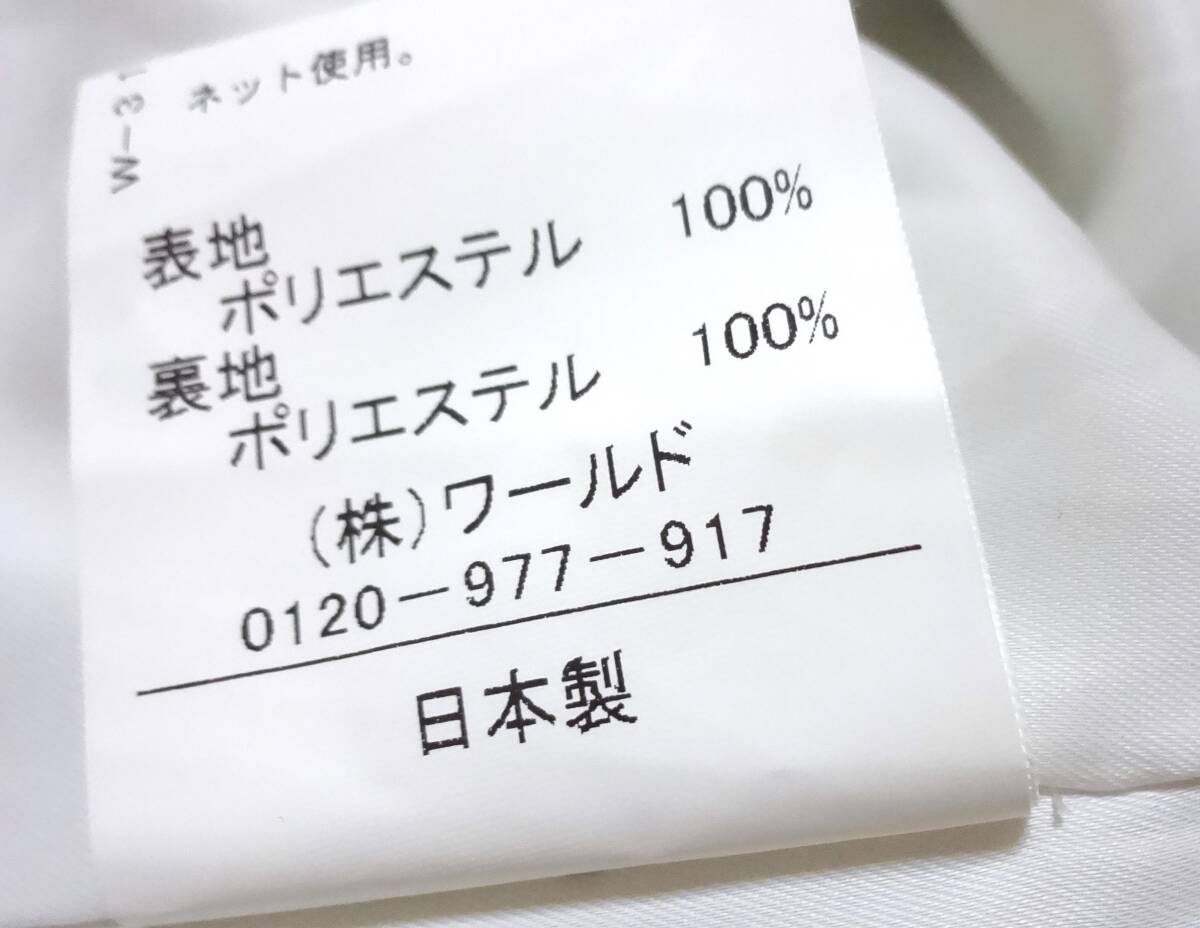 ネット使用。
表地
ポリエステル 100%
裏地
ポリエステル 100%
(株)ワールド
0120-977-917
日本製